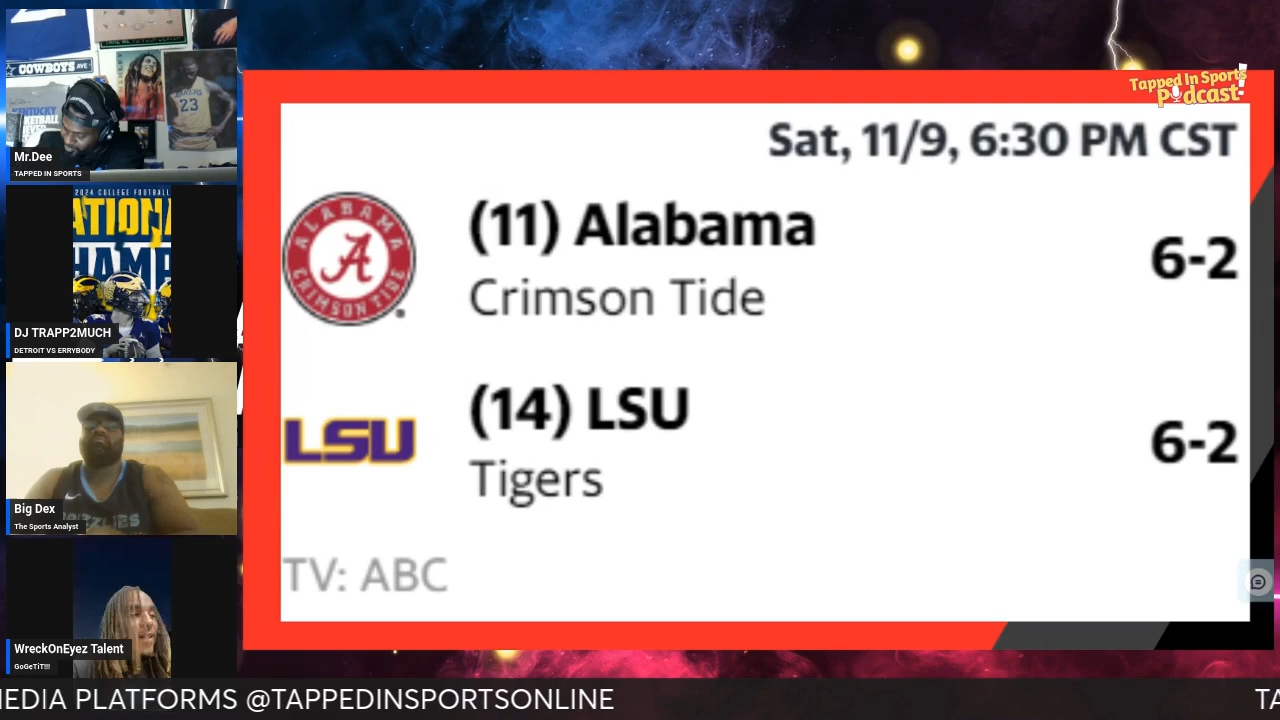 COWBOYS AVE
23
Mr.Dee
TAPPED IN SPORTS
2024 COLLEGE FOOTBALL
DJ TRAPP2MUCH
DETROIT VS ERRYBODY
Big Dex
The Sports Analyst
WreckOnEyez Talent
GoGeTiT!!!
Tapped In Sports
Podcast!
Sat, 11/9, 6:30 PM CST
ALABAMA
A
CRIMSON TIDE
(11) Alabama
Crimson Tide
6-2
LSU
(14) LSU
Tigers
6-2
TV: ABC
MEDIA PLATFORMS @TAPPEDINSPORTSONLINE
TA